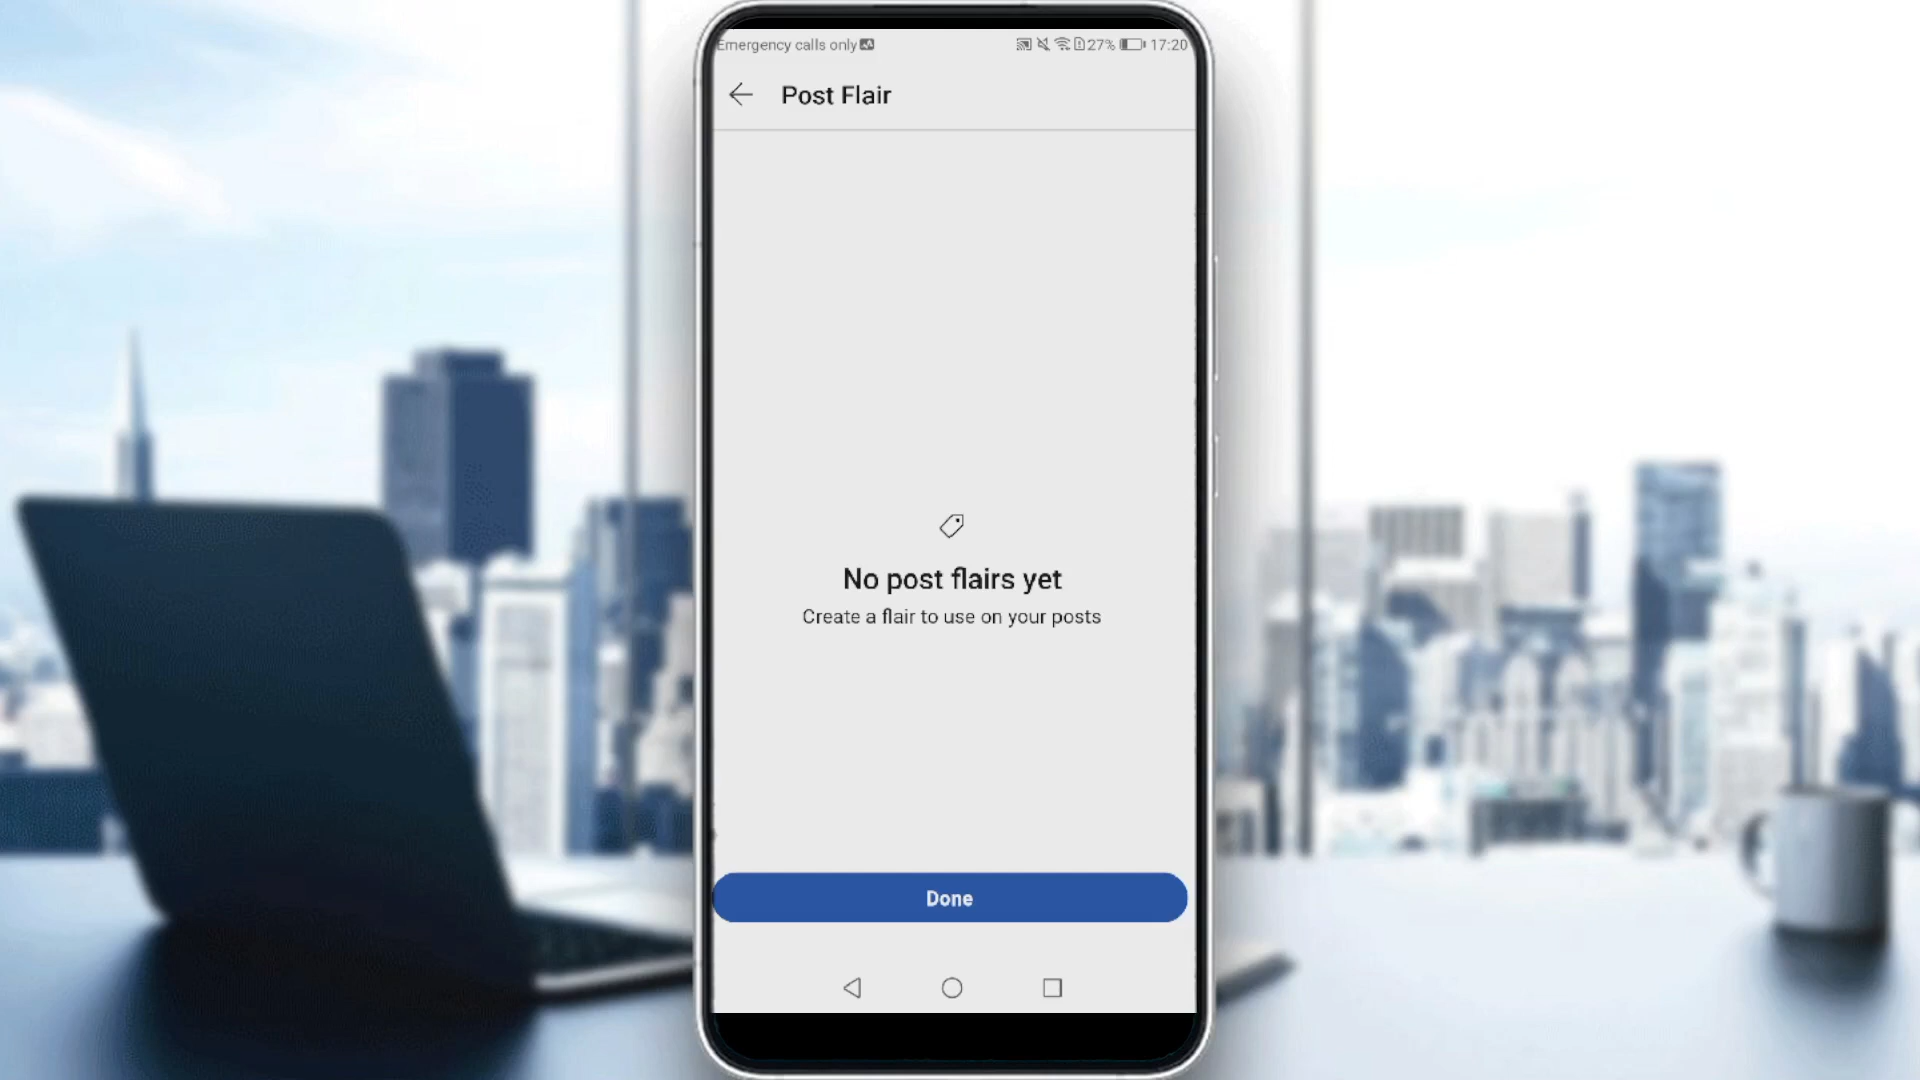 Emergency calls only 27% 17:20
Post Flair
No post flairs yet
Create a flair to use on your posts
Done